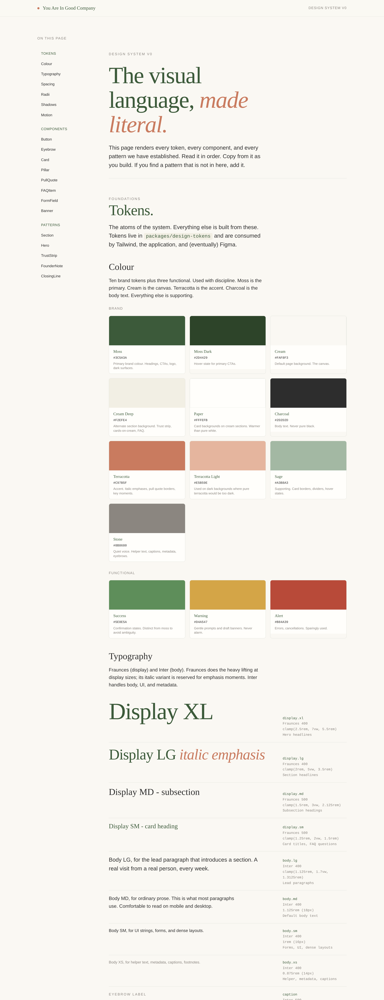 You Are In Good Company
DESIGN SYSTEM V0
ON THIS PAGE
TOKENS
Colour
Typography
Spacing
Radii
Shadows
Motion
COMPONENTS
Button
Eyebrow
Card
Pillar
PullQuote
FAQItem
FormField
Banner
PATTERNS
Section
Hero
TrustStrip
FounderNote
ClosingLine
DESIGN SYSTEM V0
The visual
language, made
literal.
This page renders every token, every component, and every
pattern we have established. Read it in order. Copy from it as
you build. If you find a pattern that is not in here, add it.
FOUNDATIONS
Tokens.
The atoms of the system. Everything else is built from these.
Tokens live in packages/design-tokens and are consumed
by Tailwind, the application, and (eventually) Figma.
Colour
Ten brand tokens plus three functional. Used with discipline. Moss is the
primary. Cream is the canvas. Terracotta is the accent. Charcoal is the
body text. Everything else is supporting.
BRAND
Moss
#3C5A3A
Primary brand colour. Headings, CTAs, logo,
dark surfaces.
Moss Dark
#2D4429
Hover state for primary CTAs.
Cream
#FAF8F3
Default page background. The canvas.
Cream Deep
#F2EFE4
Alternate section background. Trust strip,
cards-on-cream, FAQ.
Paper
#FFFEFB
Card backgrounds on cream sections. Warmer
than pure white.
Charcoal
#2D2D2D
Body text. Never pure black.
Terracotta
#C97B5F
Accent. Italic emphases, pull quote borders,
key moments.
Terracotta Light
#E5B59E
Used on dark backgrounds where pure
terracotta would be too dark.
Sage
#A3B8A3
Supporting. Card borders, dividers, hover
states.
Stone
#8B8680
Quiet voice. Helper text, captions, metadata,
eyebrows.
FUNCTIONAL
Success
#5E8E5A
Confirmation states. Distinct from moss to
avoid ambiguity.
Warning
#D4A547
Gentle prompts and draft banners. Never
alarm.
Alert
#B84A39
Errors, cancellations. Sparingly used.
Typography
Fraunces (display) and Inter (body). Fraunces does the heavy lifting at
display sizes; its italic variant is reserved for emphasis moments. Inter
handles body, UI, and metadata.
Display XL
display.xl
Fraunces 400
clamp(2.5rem, 7vw, 5.5rem)
Hero headlines
Display LG italic emphasis
display.lg
Fraunces 400
clamp(2rem, 5vw, 3.5rem)
Section headlines
Display MD - subsection
display.md
Fraunces 500
clamp(1.5rem, 3vw, 2.125rem)
Subsection headings
Display SM - card heading
display.sm
Fraunces 500
clamp(1.25rem, 2vw, 1.5rem)
Card titles, FAQ questions
Body LG, for the lead paragraph that introduces a section. A
real visit from a real person, every week.
body.lg
Inter 400
clamp(1.125rem, 1.7vw,
1.3125rem)
Lead paragraphs
Body MD, for ordinary prose. This is what most paragraphs
use. Comfortable to read on mobile and desktop.
body.md
Inter 400
1.125rem (18px)
Default body text
Body SM, for UI strings, forms, and dense layouts.
body.sm
Inter 400
1rem (16px)
Forms, UI, dense layouts
Body XS, for helper text, metadata, captions, footnotes.
body.xs
Inter 400
0.875rem (14px)
Helper, metadata, captions
EYEBROW LABEL
caption